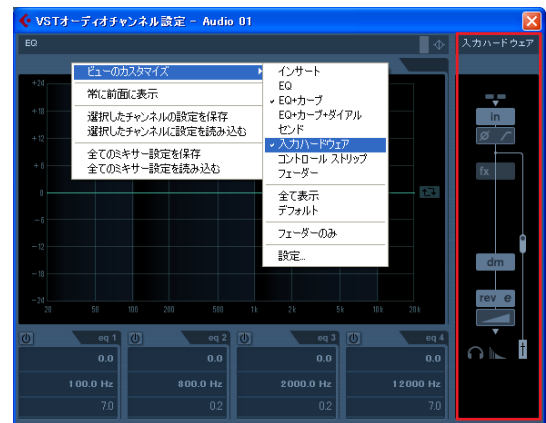 VSTオーディオチャンネル設定 - Audio 01
EQ
入力ハードウェア
ビューのカスタマイズ
常に前面に表示
選択したチャンネルの設定を保存
選択したチャンネルに設定を読み込む
全てのミキサー設定を保存
全てのミキサー設定を読み込む
インサート
EQ
EQ+カーブ
EQ+カーブ+ダイアル
センド
入力ハードウェア
コントロール ストリップ
フェーダー
全て表示
デフォルト
フェーダーのみ
設定...
+24
+18
+12
+6
0
-6
-12
-18
-24
20 50 100 200 500 1k 2k 5k 10k 20k
in
fx
dm
rev e
eq 1 eq 2 eq 3 eq 4
0.0 0.0 0.0 0.0
100.0 Hz 800.0 Hz 2000.0 Hz 12000 Hz
7.0 0.2 0.2 7.0